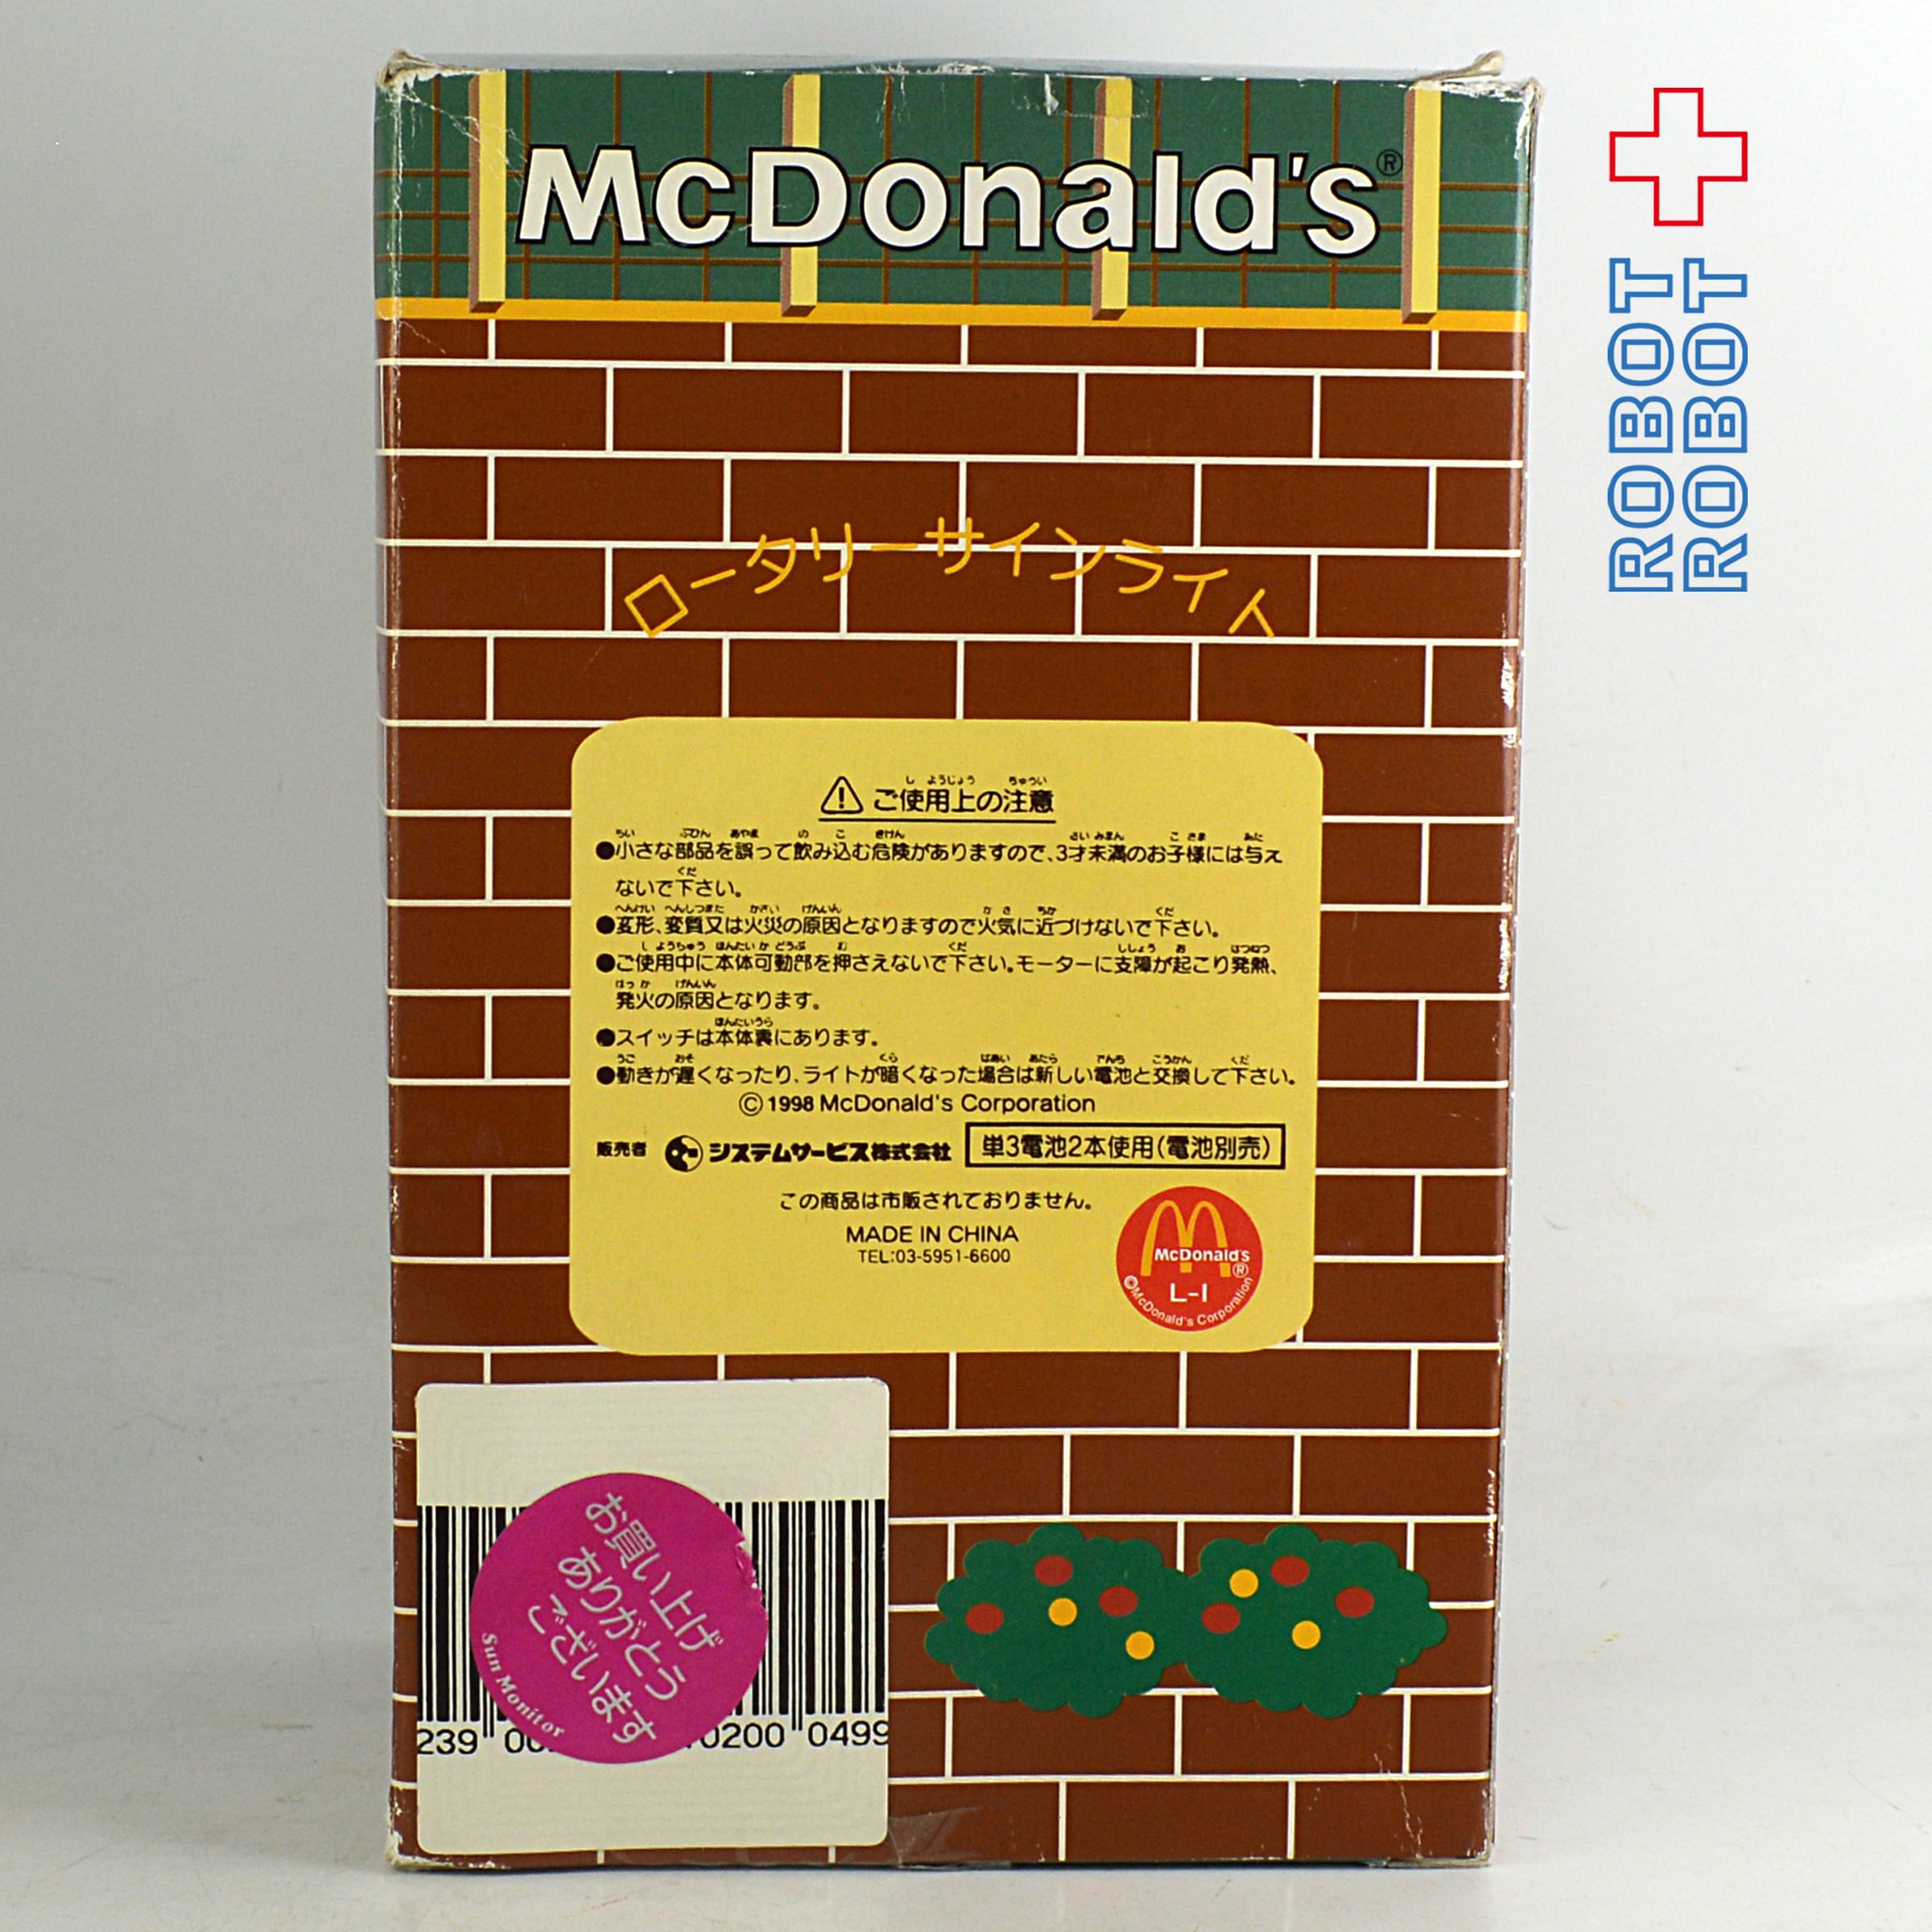 McDonald's®
ロータリーサインライト
⚠ご使用上の注意
●小さな部品を誤って飲み込む危険がありますので、3才未満のお子様には与え
ないで下さい。
●変形、変質又は火災の原因となりますので火気に近づけないで下さい。
●ご使用中に本体可動部を押さえないで下さい。モーターに支障が起こり発熱、
発火の原因となります。
●スイッチは本体裏にあります。
●動きが遅くなったり、ライトが暗くなった場合は新しい電池と交換して下さい。
© 1998 McDonald's Corporation
販売者 システムサービス株式会社 単3電池2本使用(電池別売)
この商品は市販されておりません。
MADE IN CHINA
TEL:03-5951-6600
McDonald's®
L-1
©McDonald's Corporation
お買い上げ
ありがとう
ございます
Sun Monitor
239 0200 0499
ROBOT
ROBOT